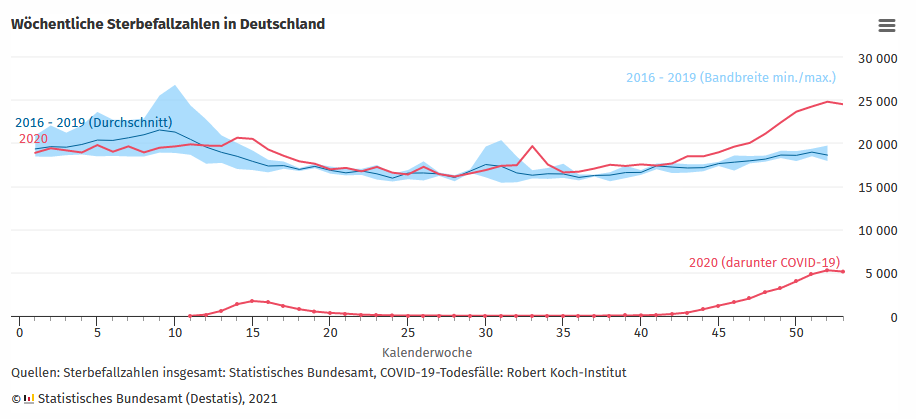 Wöchentliche Sterbefallzahlen in Deutschland
30 000
2016 - 2019 (Bandbreite min./max.)
25 000
2016 - 2019 (Durchschnitt)
2020
20 000
15 000
10 000
2020 (darunter COVID-19)
5 000
0
0 5 10 15 20 25 30 35 40 45 50
Kalenderwoche
Quellen: Sterbefallzahlen insgesamt: Statistisches Bundesamt, COVID-19-Todesfälle: Robert Koch-Institut
© Statistisches Bundesamt (Destatis), 2021